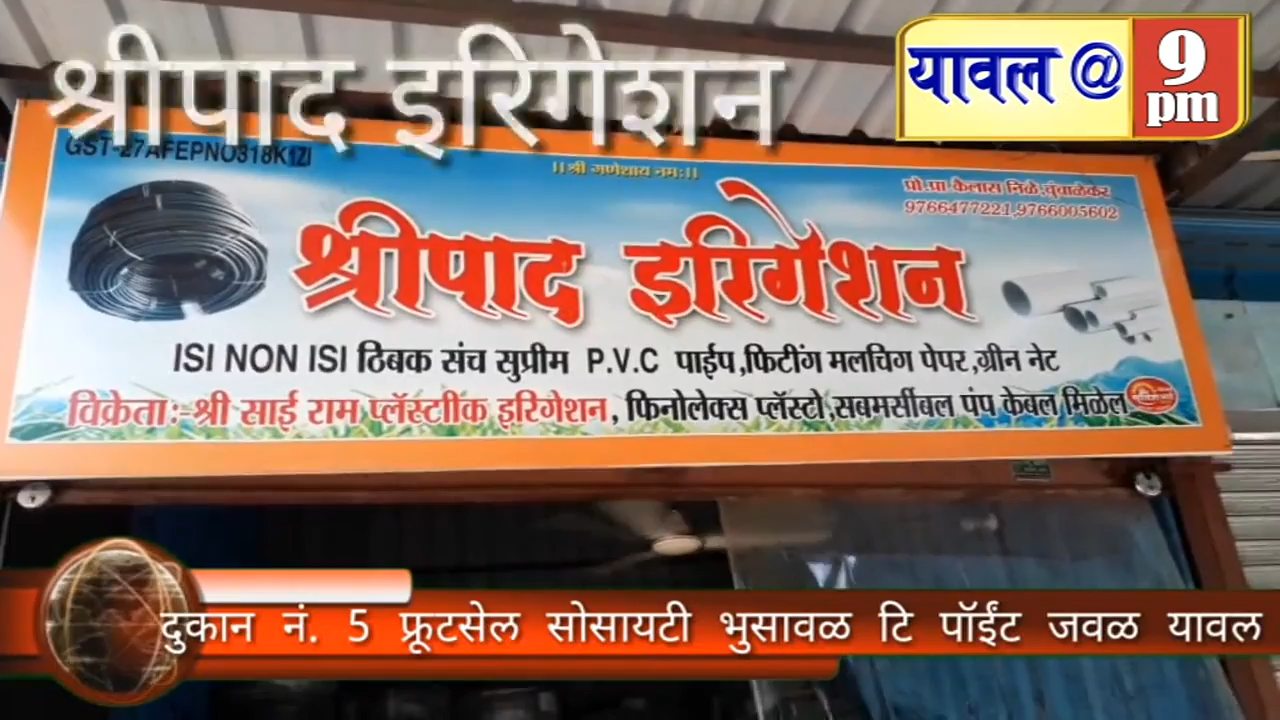 श्रीपाद इरिगेशन
यावल @ 9 pm
GST-27AFEPNO318K1ZI
॥श्री गणेशाय नमः॥
प्रो.पा-कैलास निळे,चुंचाळेकर
9766477221,9766005602
श्रीपाद इरिगेशन
ISI NON ISI ठिबक संच सुप्रीम P.V.C पाईप,फिटींग मलचिग पेपर,ग्रीन नेट
विक्रेताः-श्री साई राम प्लॅस्टीक इरिगेशन, फिनोलेक्स प्लॅस्टो,सबमर्सीबल पंप केबल मिळेल
दुकान नं. 5 फ्रूटसेल सोसायटी भुसावळ टि पॉईंट जवळ यावल